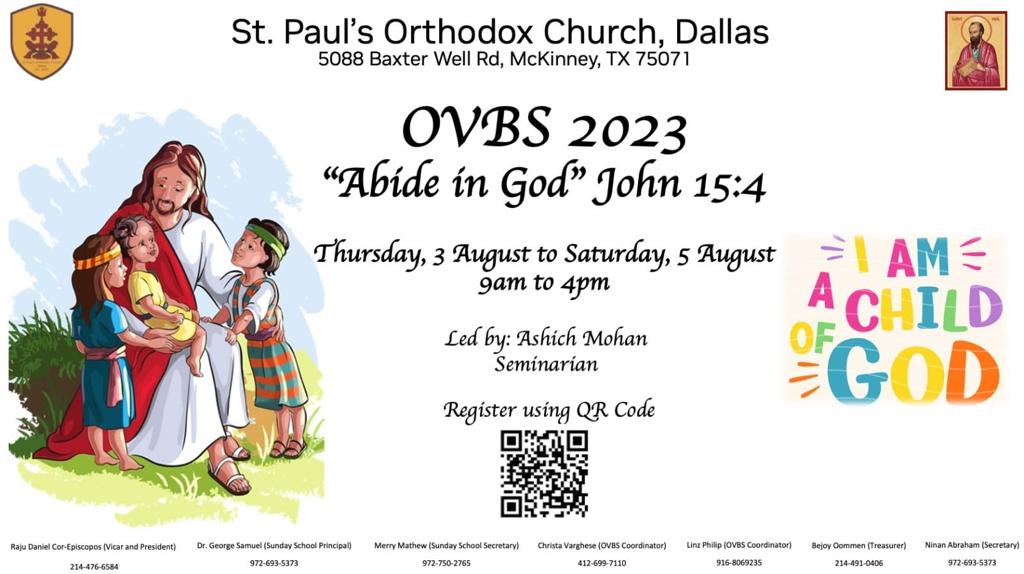 St. Paul's Orthodox Church, Dallas
5088 Baxter Well Rd, McKinney, TX 75071
OVBS 2023
"Abide in God" John 15:4
Thursday, 3 August to Saturday, 5 August
9am to 4pm
Led by: Ashich Mohan
Seminarian
Register using QR Code
I AM
A CHILD
OF
GOD
Raju Daniel Cor-Episcopos (Vicar and President)
214-476-6584
Dr. George Samuel (Sunday School Principal)
972-693-5373
Merry Mathew (Sunday School Secretary)
972-750-2765
Christa Varghese (OVBS Coordinator)
412-699-7110
Linz Philip (OVBS Coordinator)
916-8069235
Bejoy Oommen (Treasurer)
214-491-0406
Ninan Abraham (Secretary)
972-693-5373